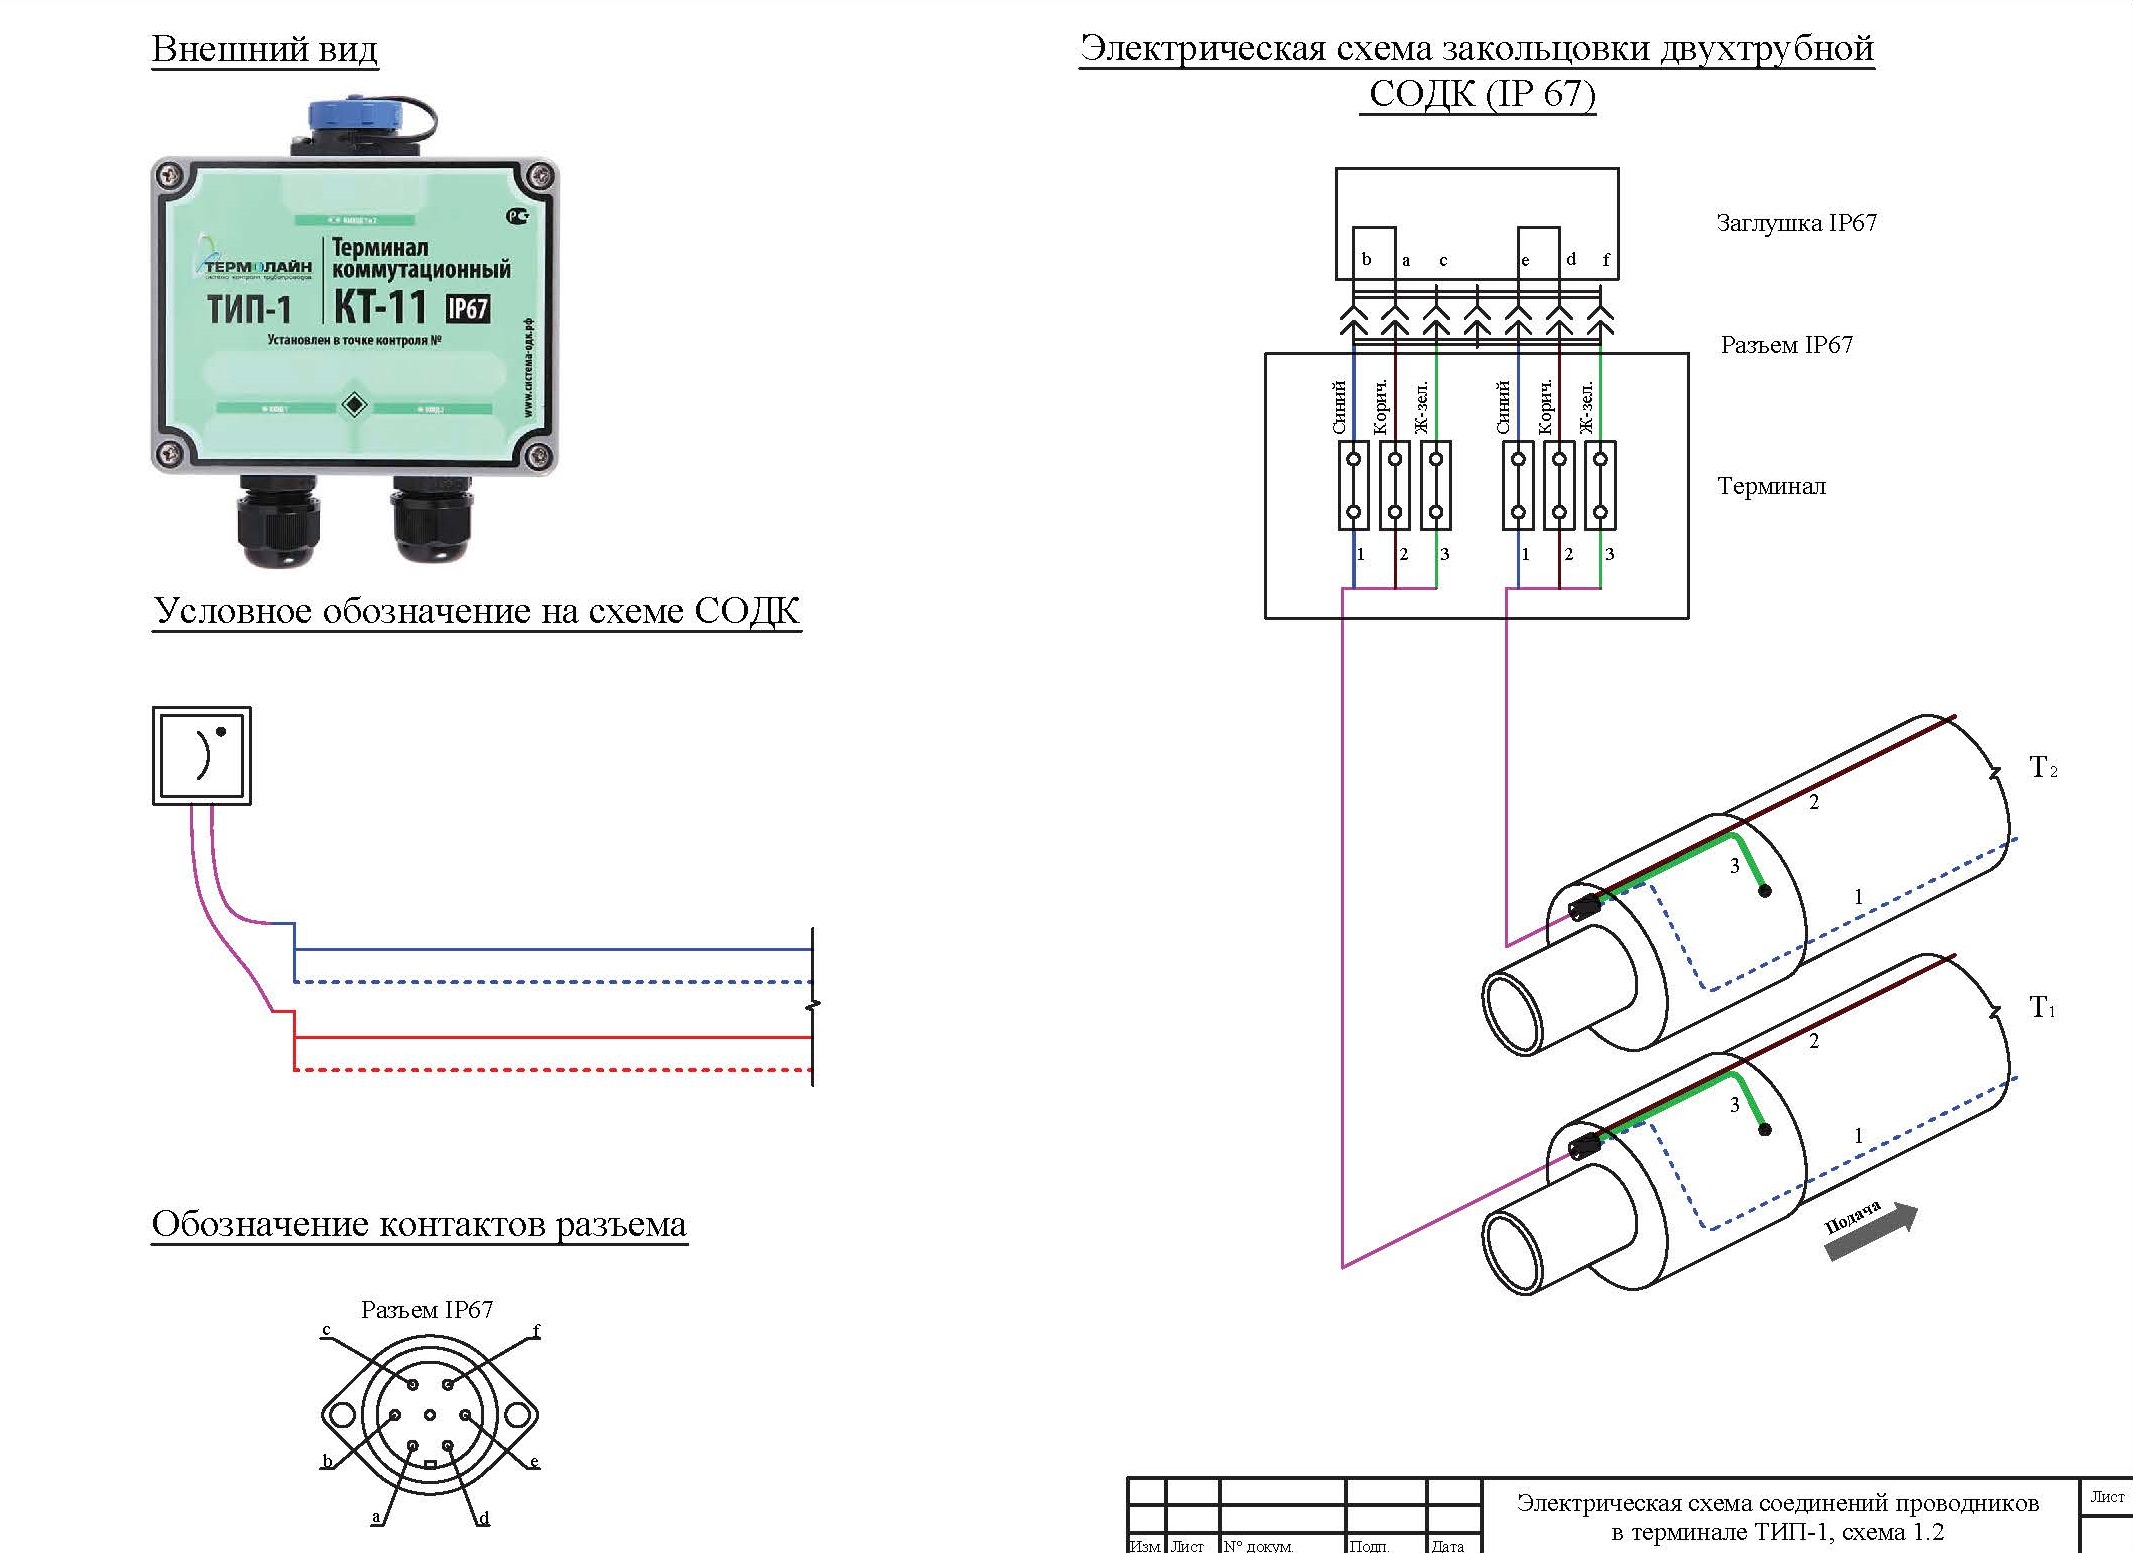 Внешний вид
ТЕРМОЛАЙН
ТИП-1
Терминал
коммутационный
КТ-11 IP67
Установлен в точке контроля №
www.система-одк.рф
Условное обозначение на схеме СОДК
Обозначение контактов разъема
Разъем IP67
c
f
b
e
a
d
Электрическая схема закольцовки двухтрубной
СОДК (IP 67)
Заглушка IP67
b a c e d f
Разъем IP67
Синий Корич. Ж-зел. Синий Корич. Ж-зел.
Терминал
1 2 3 1 2 3
T2
2
3
1
T1
2
3
1
Подача
Электрическая схема соединений проводников
в терминале ТИП-1, схема 1.2
Лист
Изм Лист N° докум. Подп. Дата